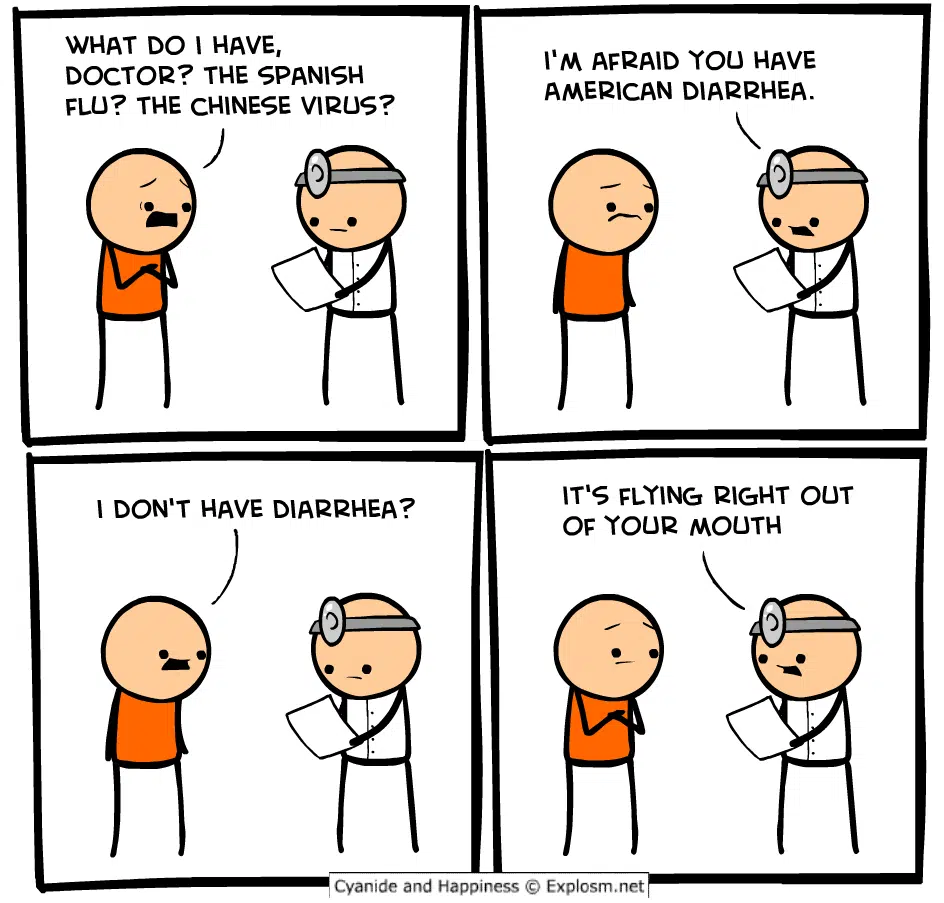 WHAT DO I HAVE,
DOCTOR? THE SPANISH
FLU? THE CHINESE VIRUS?
I'M AFRAID YOU HAVE
AMERICAN DIARRHEA.
I DON'T HAVE DIARRHEA?
IT'S FLYING RIGHT OUT
OF YOUR MOUTH
Cyanide and Happiness © Explosm.net